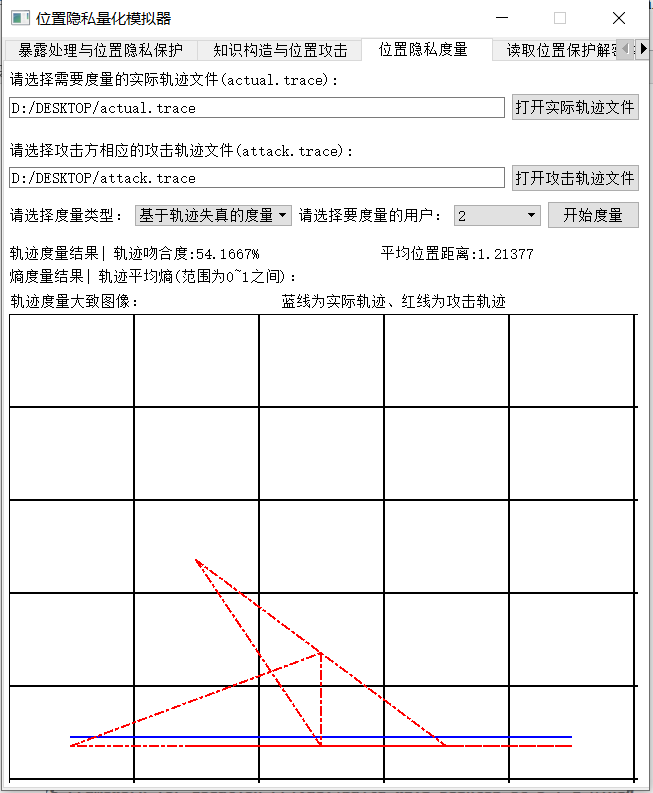 位置隐私量化模拟器
暴露处理与位置隐私保护 知识构造与位置攻击 位置隐私度量 读取位置保护解密
请选择需要度量的实际轨迹文件(actual.trace):
D:/DESKTOP/actual.trace 打开实际轨迹文件
请选择攻击方相应的攻击轨迹文件(attack.trace):
D:/DESKTOP/attack.trace 打开攻击轨迹文件
请选择度量类型: 基于轨迹失真的度量 请选择要度量的用户: 2 开始度量
轨迹度量结果| 轨迹吻合度:54.1667% 平均位置距离:1.21377
熵度量结果| 轨迹平均熵(范围为0~1之间):
轨迹度量大致图像: 蓝线为实际轨迹、红线为攻击轨迹